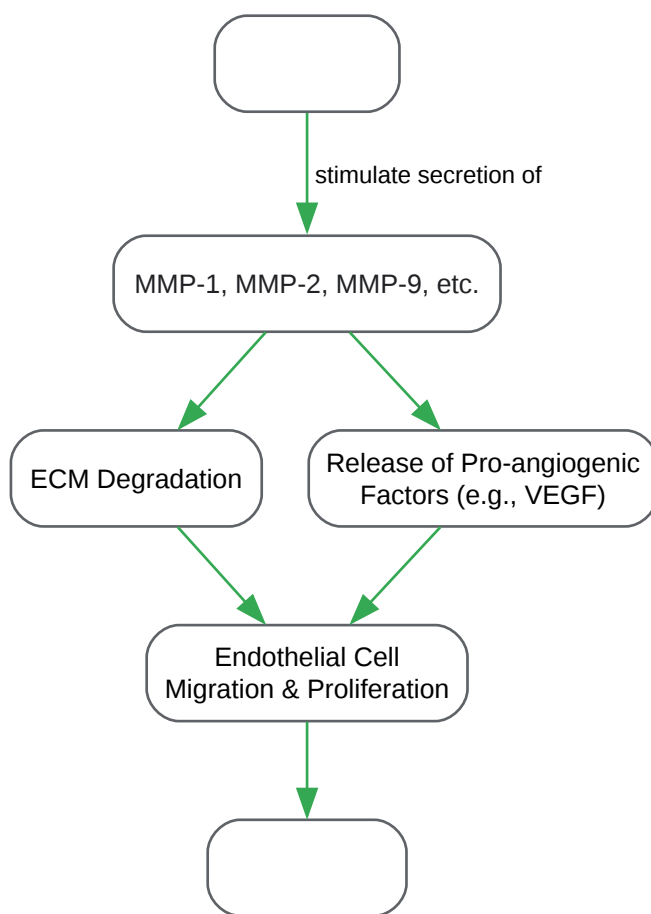 stimulate secretion of
MMP-1, MMP-2, MMP-9, etc.
ECM Degradation
Release of Pro-angiogenic
Factors (e.g., VEGF)
Endothelial Cell
Migration & Proliferation